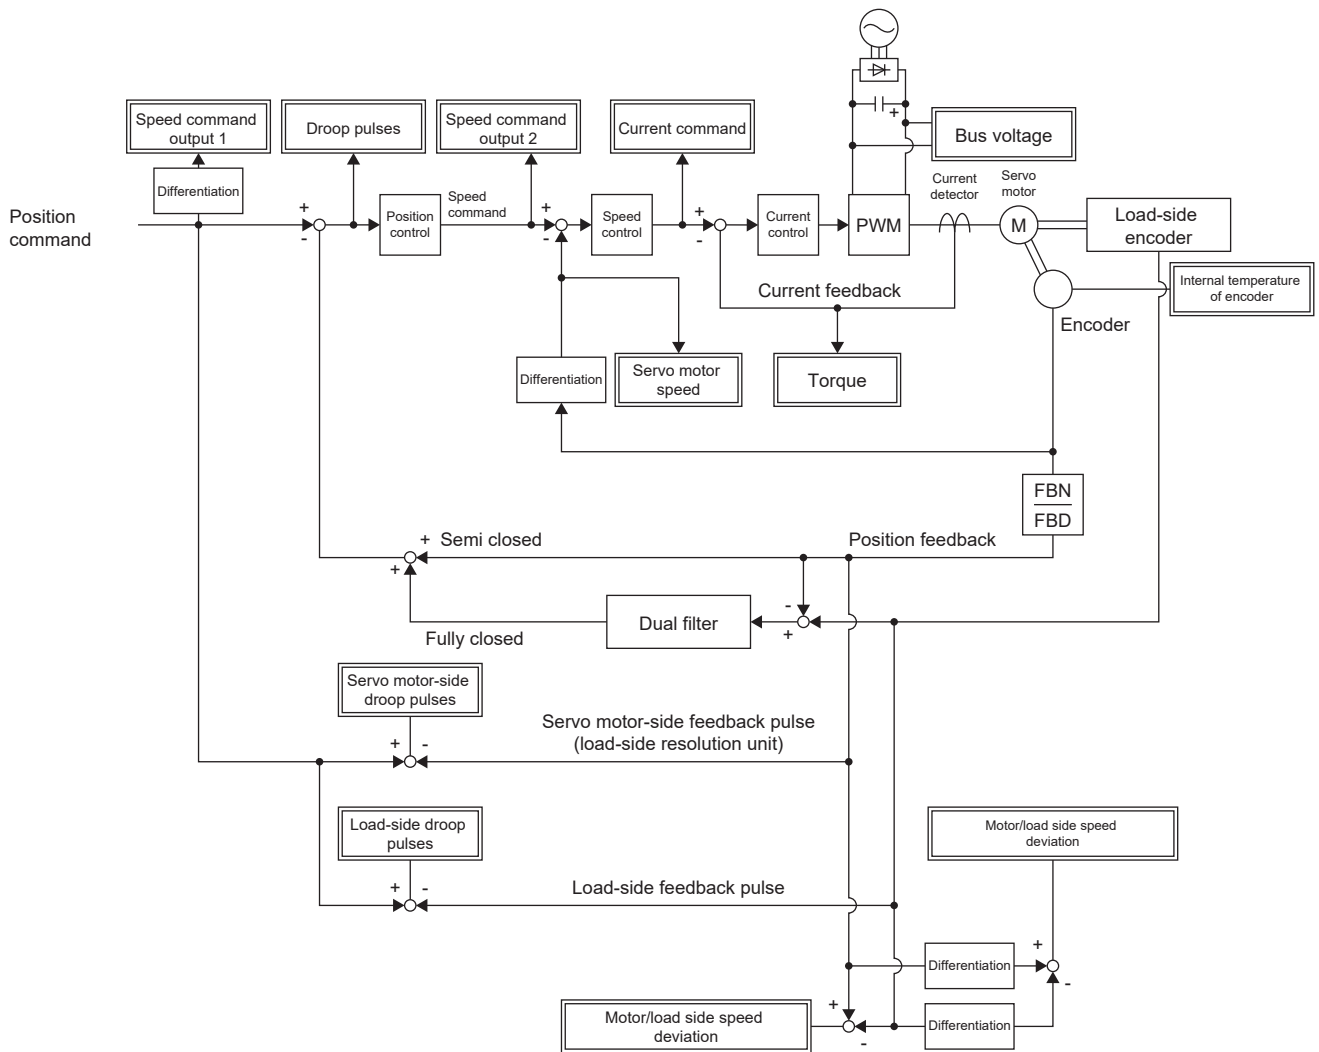 Speed command
output 1
Droop pulses
Speed command
output 2
Current command
+
Bus voltage
Differentiation
Position
command
+
-
Position
control
Speed
command
+
-
Speed
control
+
-
Current
control
PWM
Current
detector
Servo
motor
M
Load-side
encoder
Internal temperature
of encoder
Current feedback
Encoder
Differentiation
Servo motor
speed
Torque
FBN
FBD
+ Semi closed
Position feedback
+
Fully closed
Dual filter
-
+
Servo motor-side
droop pulses
+ -
Servo motor-side feedback pulse
(load-side resolution unit)
Load-side droop
pulses
+ -
Load-side feedback pulse
Motor/load side speed
deviation
Differentiation
+
-
Motor/load side speed
deviation
+
-
Differentiation